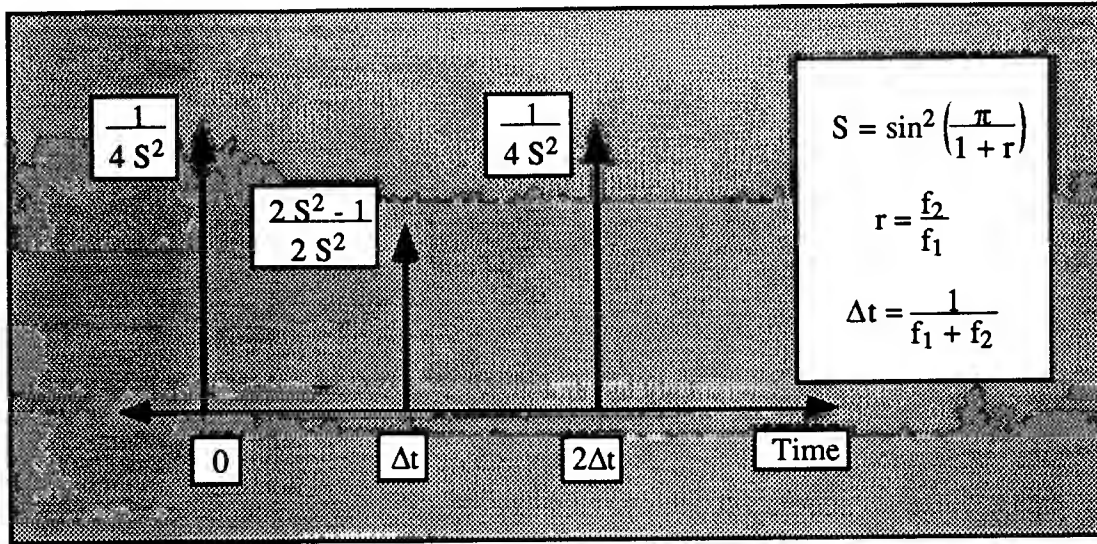 1 / 4 S²
1 / 4 S²
2 S² - 1 / 2 S²
S = sin² (π / 1 + r)
r = f₂ / f₁
Δt = 1 / f₁ + f₂
0
Δt
2Δt
Time